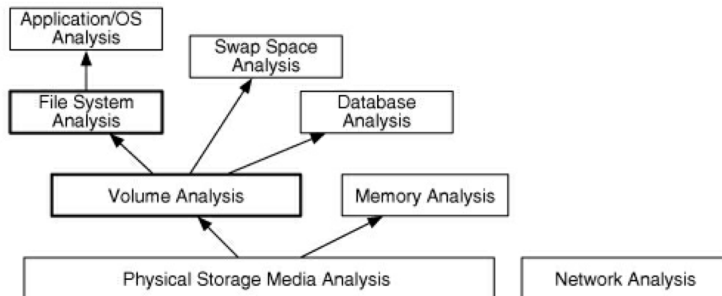 Application/OS
Analysis
Swap Space
Analysis
File System
Analysis
Database
Analysis
Volume Analysis
Memory Analysis
Physical Storage Media Analysis
Network Analysis